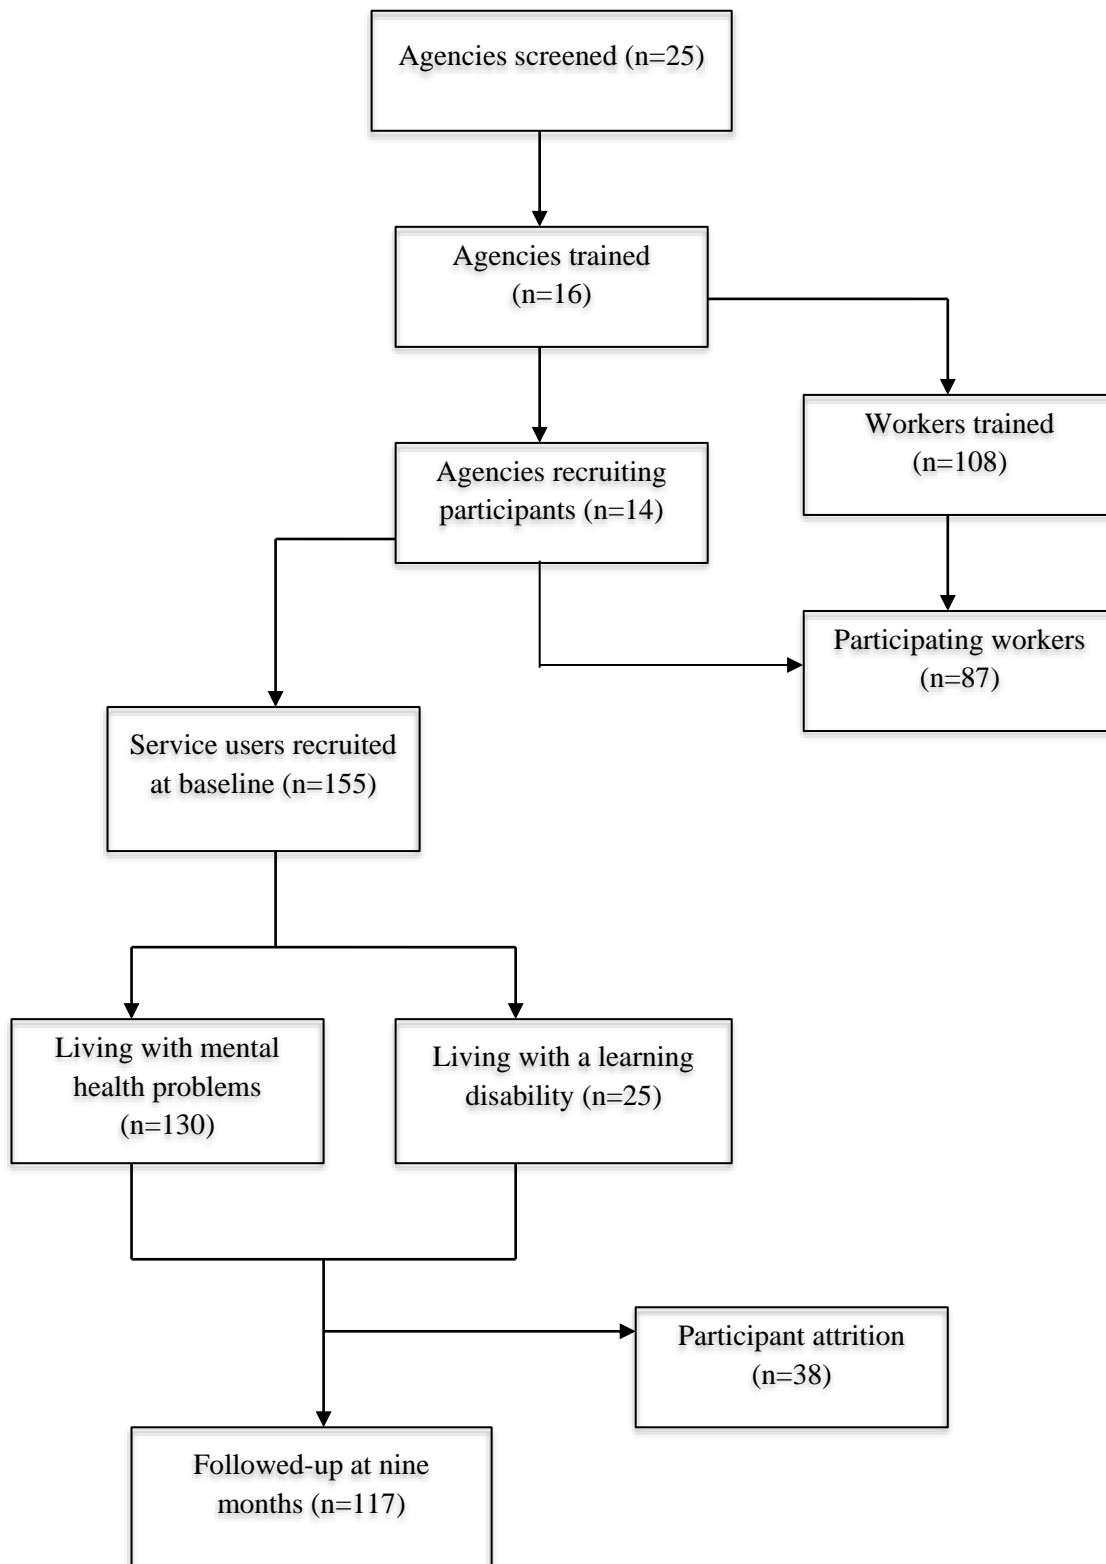 Agencies screened (n=25)
Agencies trained
(n=16)
Workers trained
(n=108)
Agencies recruiting
participants (n=14)
Participating workers
(n=87)
Service users recruited
at baseline (n=155)
Living with mental
health problems
(n=130)
Living with a learning
disability (n=25)
Participant attrition
(n=38)
Followed-up at nine
months (n=117)